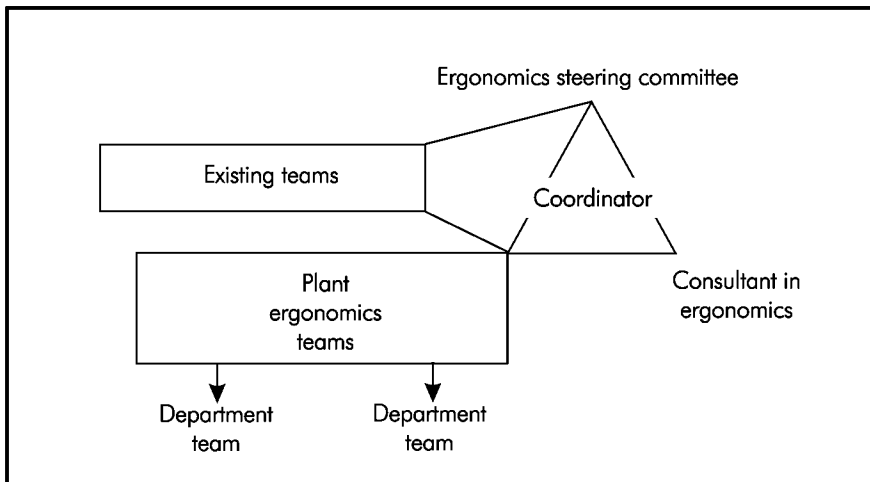 Ergonomics steering committee
Existing teams
Coordinator
Plant
ergonomics
teams
Consultant in
ergonomics
Department
team
Department
team